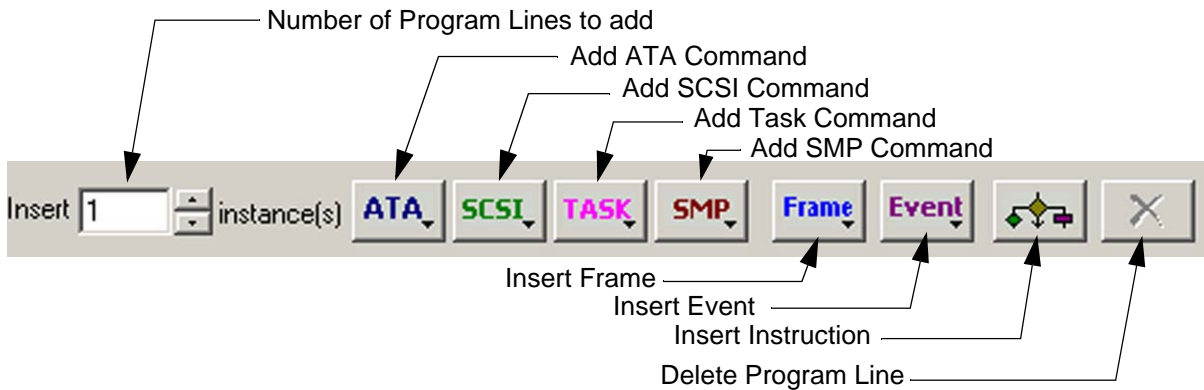 Number of Program Lines to add
Add ATA Command
Add SCSI Command
Add Task Command
Add SMP Command
Insert 1 instance(s) ATA SCSI TASK SMP Frame Event
Insert Frame
Insert Event
Insert Instruction
Delete Program Line